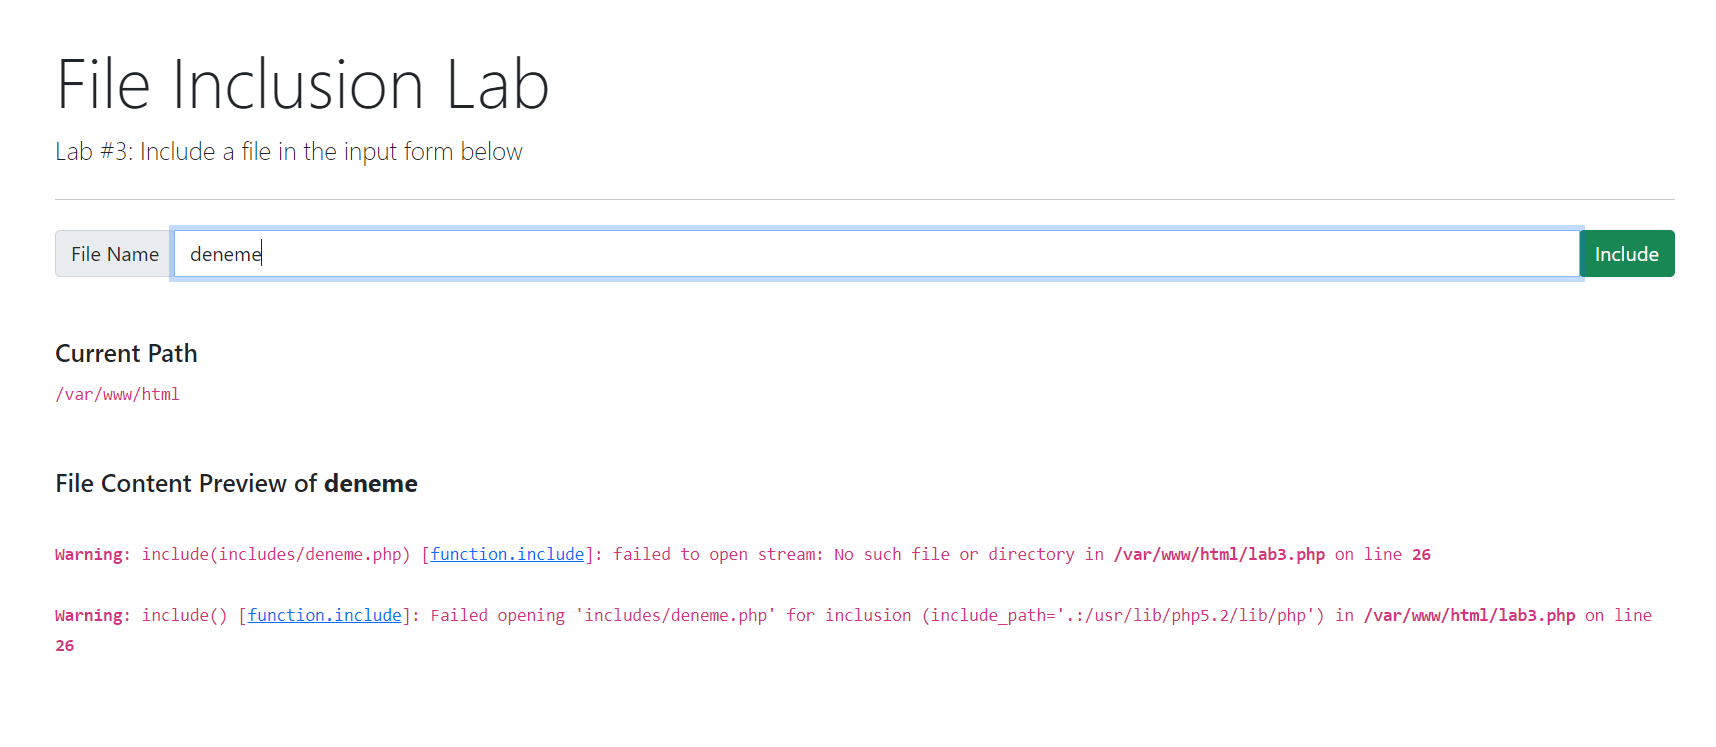 File Inclusion Lab
Lab #3: Include a file in the input form below
File Name deneme Include
Current Path
/var/www/html
File Content Preview of deneme
Warning: include(includes/deneme.php) [function.include]: failed to open stream: No such file or directory in /var/www/html/lab3.php on line 26
Warning: include() [function.include]: Failed opening 'includes/deneme.php' for inclusion (include_path='.:/usr/lib/php5.2/lib/php') in /var/www/html/lab3.php on line
26